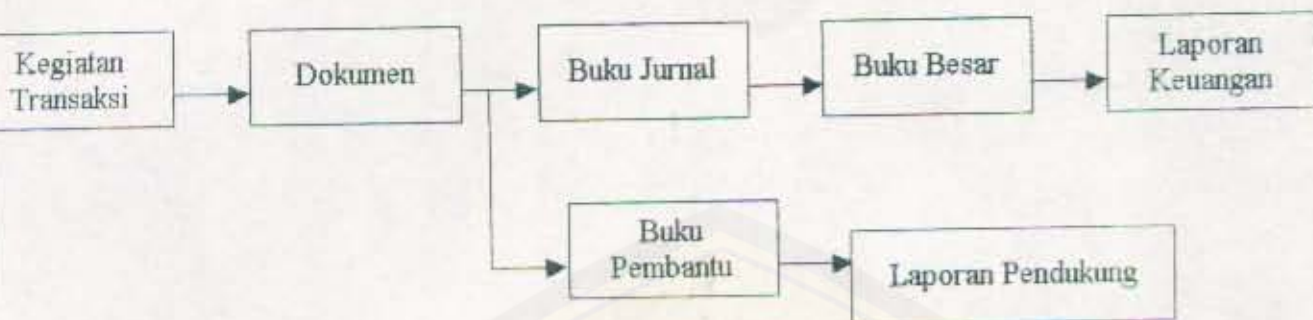 Kegiatan
Transaksi
Dokumen
Buku Jurnal
Buku Besar
Laporan
Keuangan
Buku
Pembantu
Laporan Pendukung